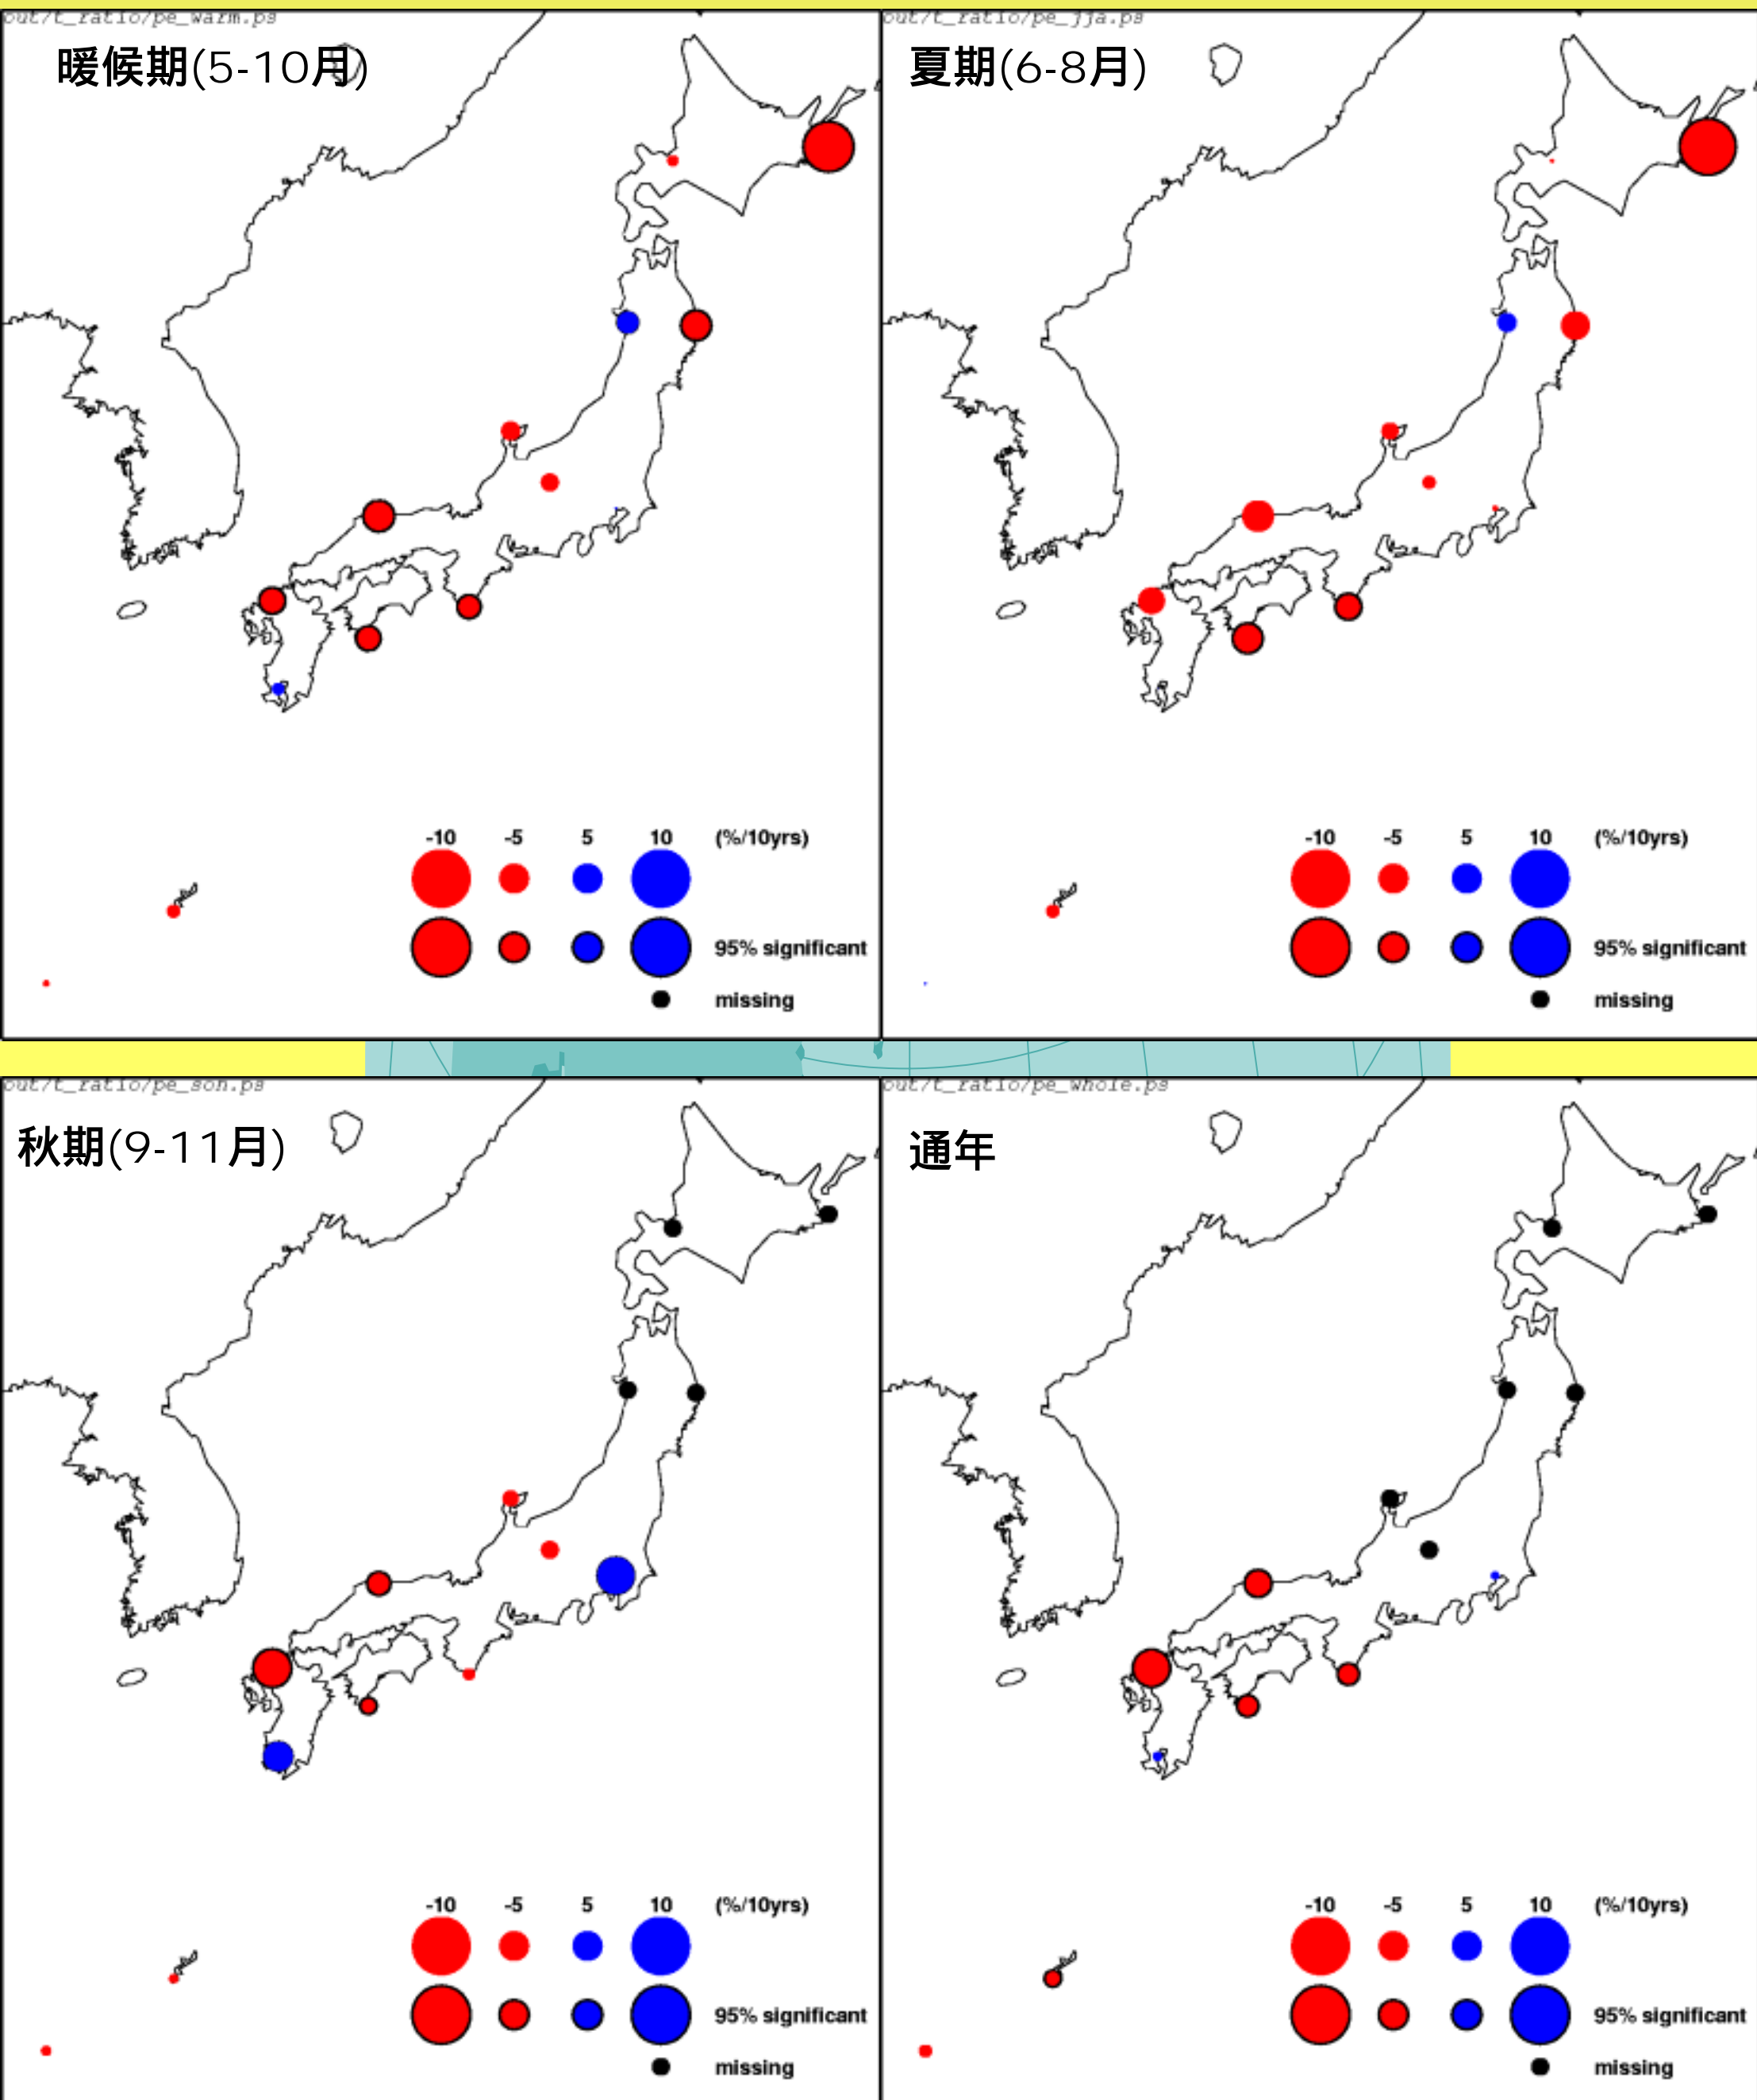 out/t_ratio/pe_warm.ps
暖候期(5-10月)
-10 -5 5 10 (%/10yrs)
95% significant
missing
out/t_ratio/pe_jja.ps
夏期(6-8月)
-10 -5 5 10 (%/10yrs)
95% significant
missing
out/t_ratio/pe_son.ps
秋期(9-11月)
-10 -5 5 10 (%/10yrs)
95% significant
missing
out/t_ratio/pe_whole.ps
通年
-10 -5 5 10 (%/10yrs)
95% significant
missing